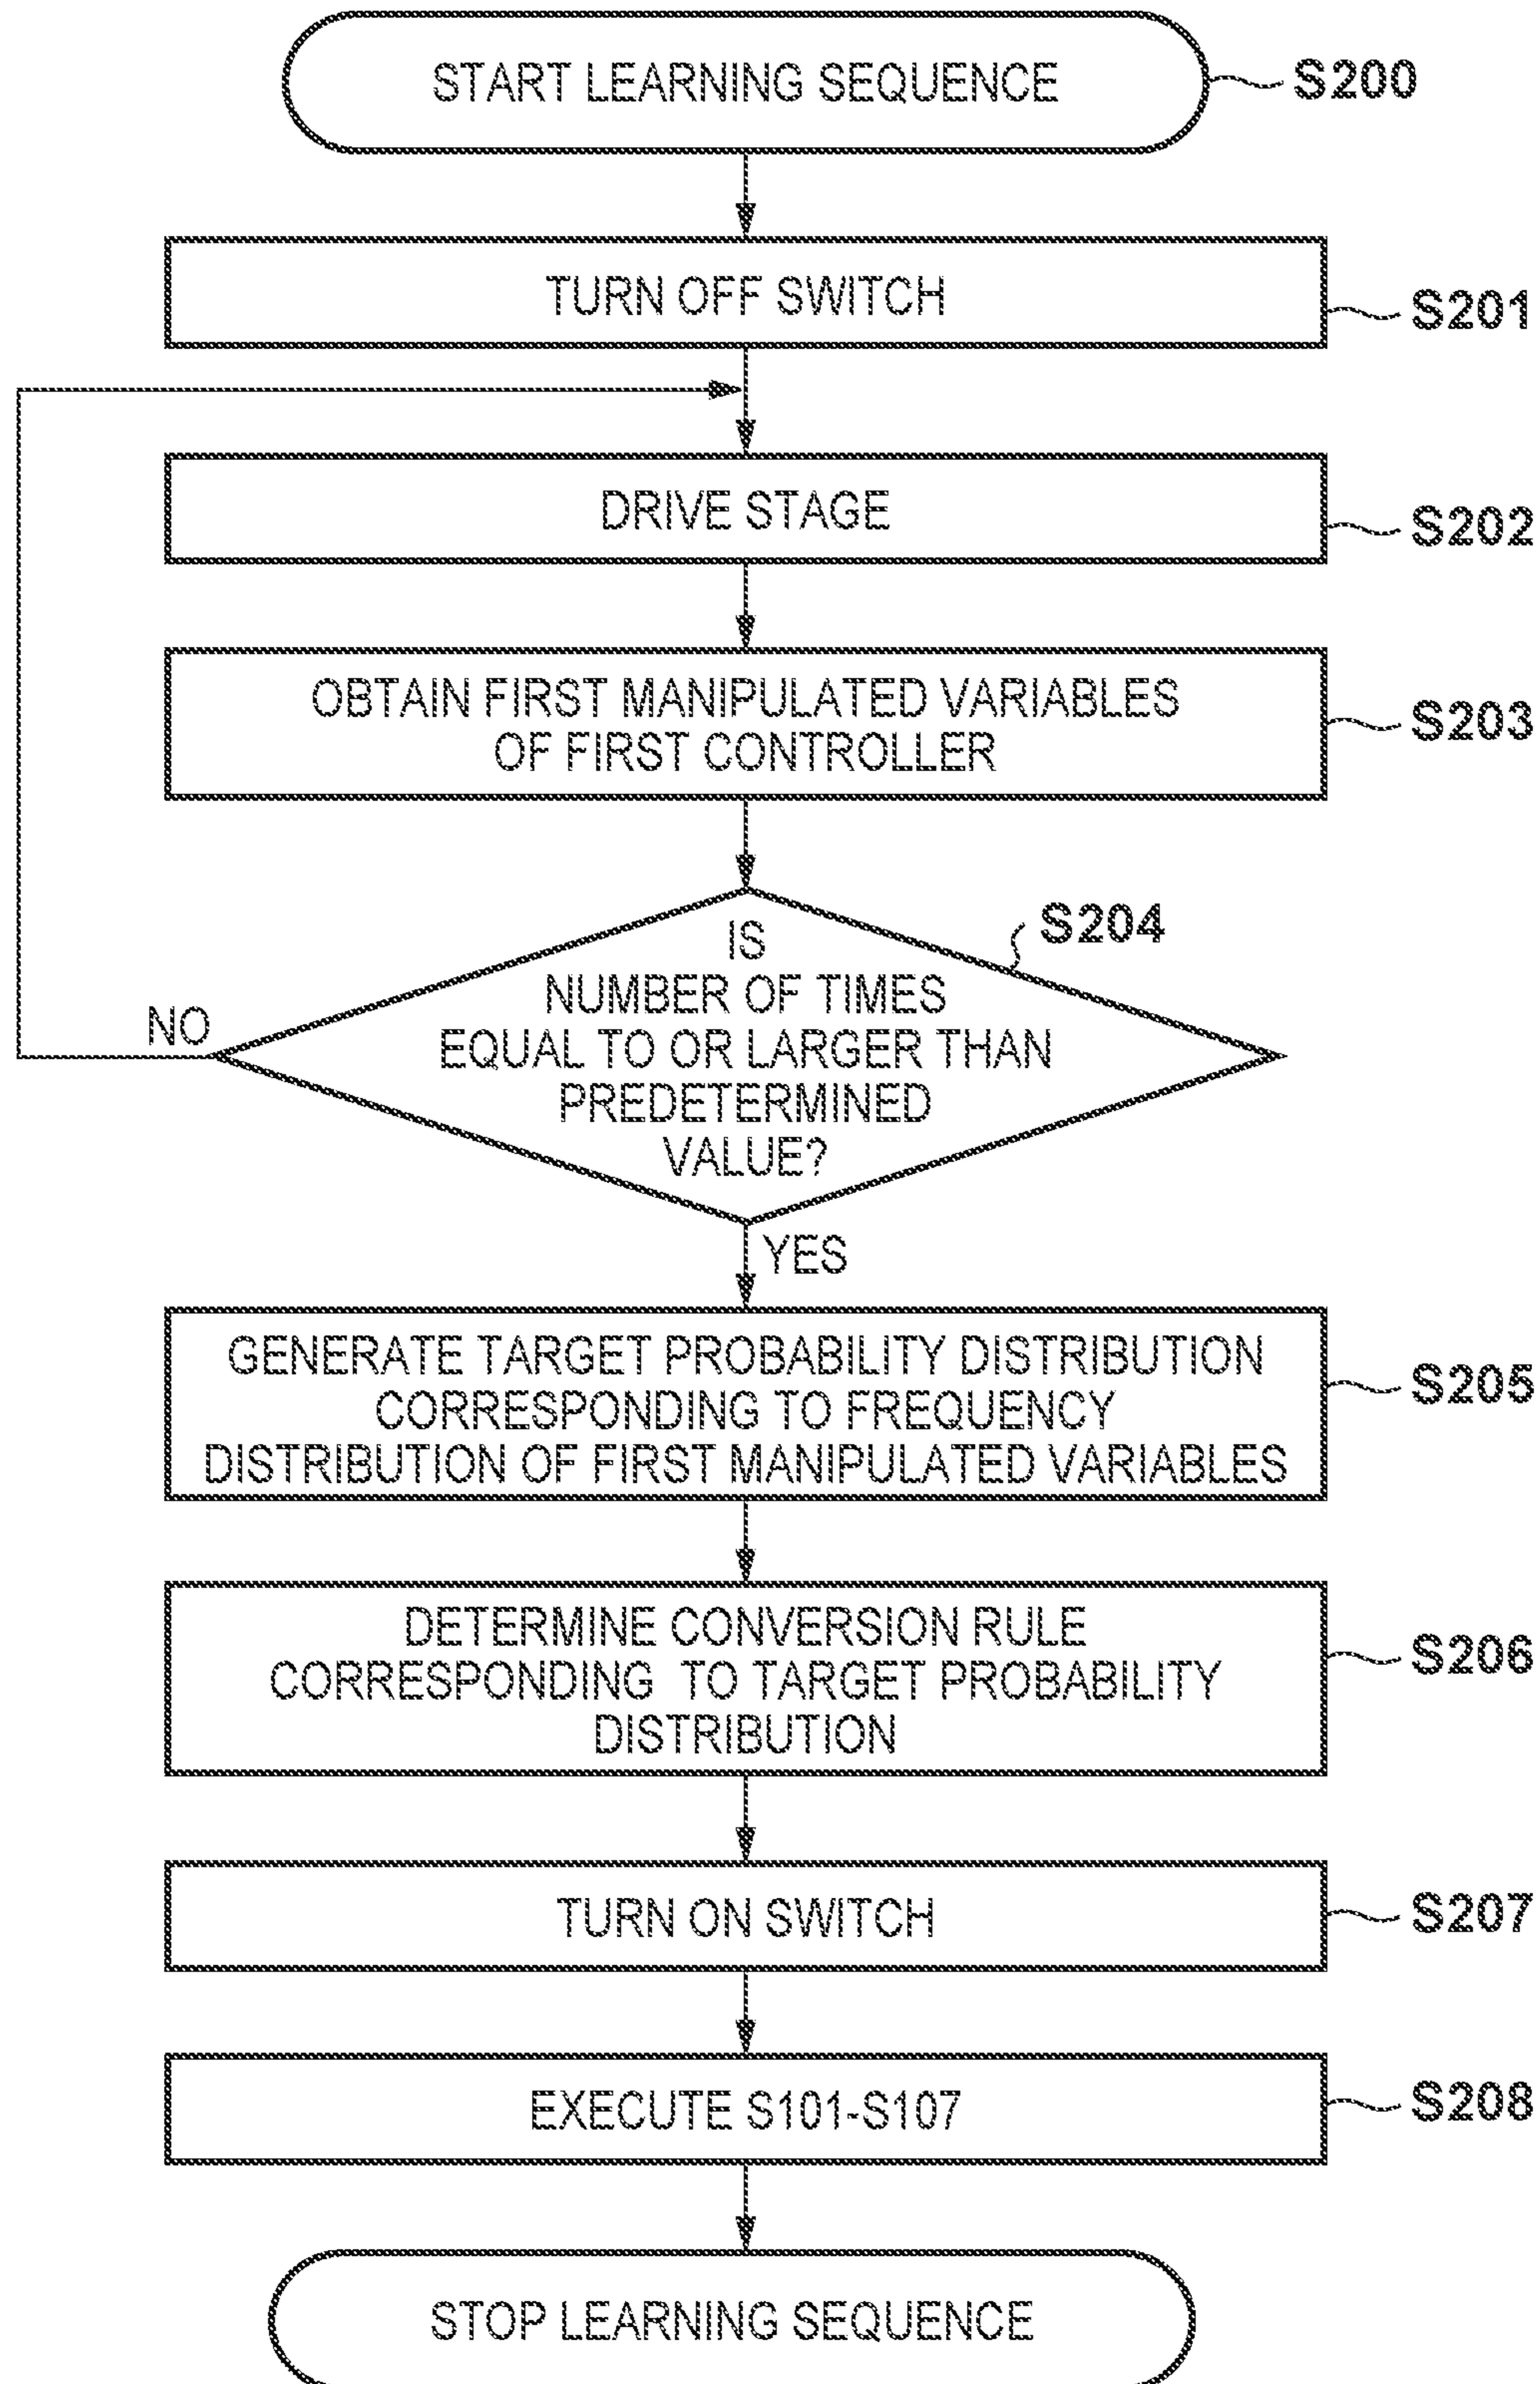 START LEARNING SEQUENCE
S200
TURN OFF SWITCH
S201
DRIVE STAGE
S202
OBTAIN FIRST MANIPULATED VARIABLES
OF FIRST CONTROLLER
S203
S204
IS
NUMBER OF TIMES
EQUAL TO OR LARGER THAN
PREDETERMINED
VALUE?
NO
YES
GENERATE TARGET PROBABILITY DISTRIBUTION
CORRESPONDING TO FREQUENCY
DISTRIBUTION OF FIRST MANIPULATED VARIABLES
S205
DETERMINE CONVERSION RULE
CORRESPONDING TO TARGET PROBABILITY
DISTRIBUTION
S206
TURN ON SWITCH
S207
EXECUTE S101-S107
S208
STOP LEARNING SEQUENCE